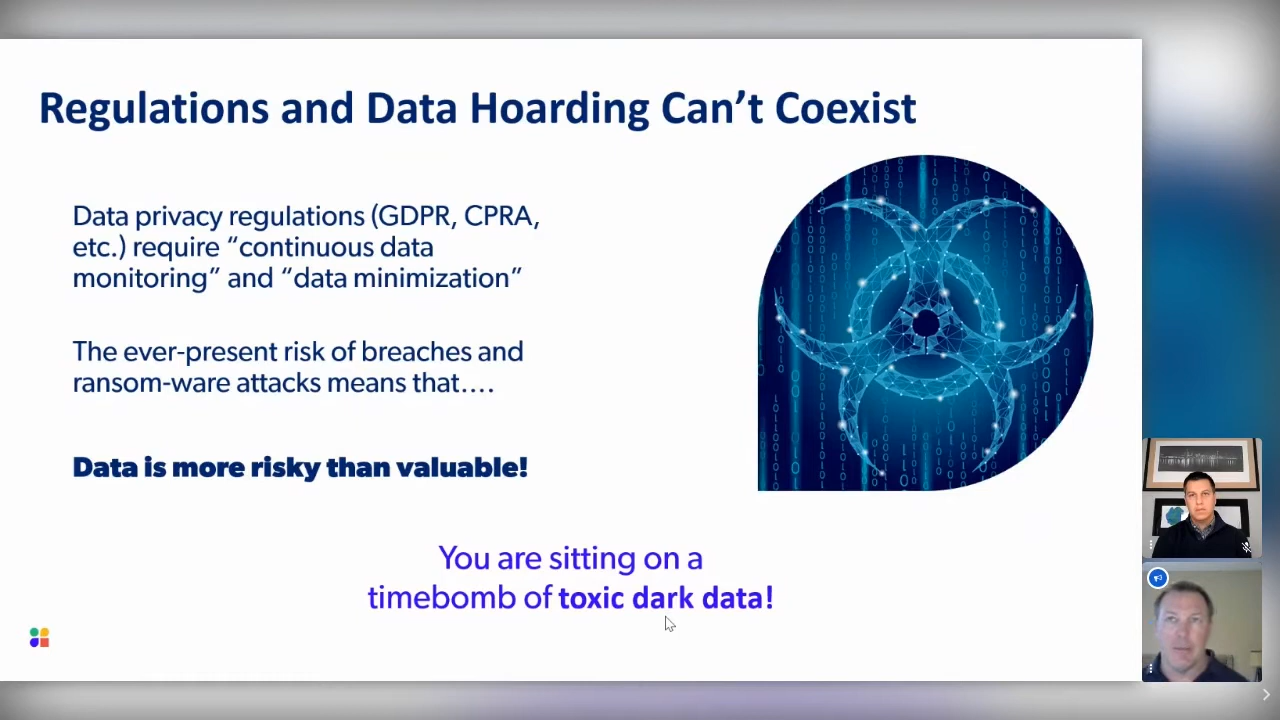 Regulations and Data Hoarding Can’t Coexist
Data privacy regulations (GDPR, CPRA,
etc.) require “continuous data
monitoring” and “data minimization”
The ever-present risk of breaches and
ransom-ware attacks means that….
Data is more risky than valuable!
You are sitting on a
timebomb of toxic dark data!